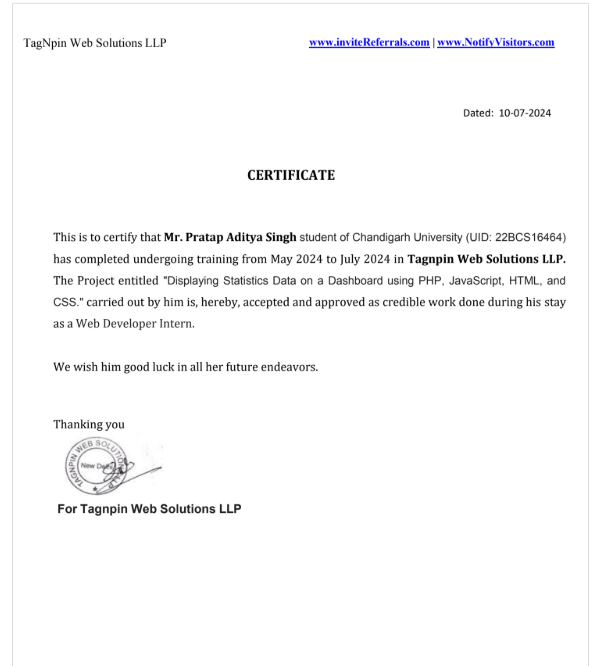 TagNpin Web Solutions LLP www.inviteReferrals.com | www.NotifyVisitors.com
Dated: 10-07-2024
CERTIFICATE
This is to certify that Mr. Pratap Aditya Singh student of Chandigarh University (UID: 22BCS16464)
has completed undergoing training from May 2024 to July 2024 in Tagnpin Web Solutions LLP.
The Project entitled "Displaying Statistics Data on a Dashboard using PHP, JavaScript, HTML, and
CSS." carried out by him is, hereby, accepted and approved as credible work done during his stay
as a Web Developer Intern.
We wish him good luck in all her future endeavors.
Thanking you
TAGNPIN WEB SOLUTIONS LLP
New Delhi
For Tagnpin Web Solutions LLP